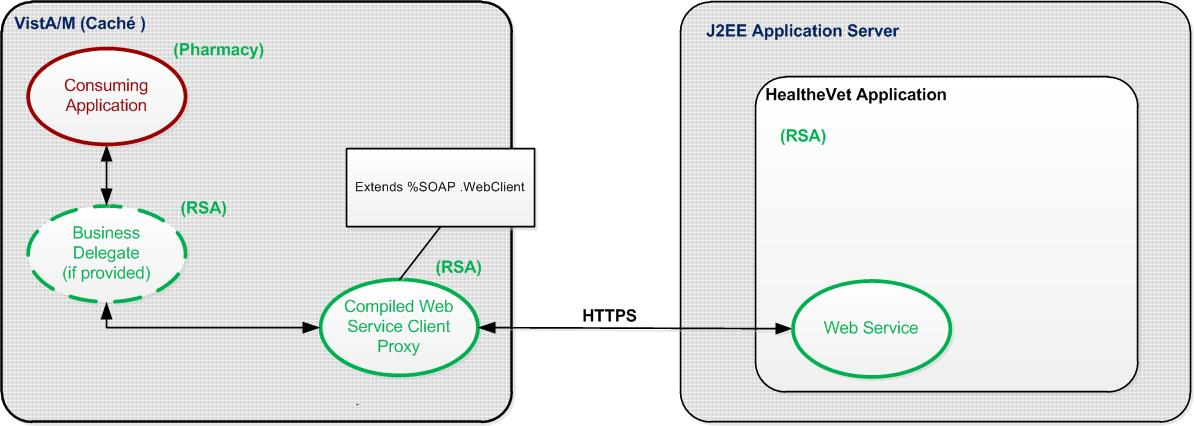 VistA/M (Caché )
(Pharmacy)
Consuming
Application
(RSA)
Business
Delegate
(if provided)
Extends %SOAP .WebClient
(RSA)
Compiled Web
Service Client
Proxy
HTTPS
J2EE Application Server
HealtheVet Application
(RSA)
Web Service